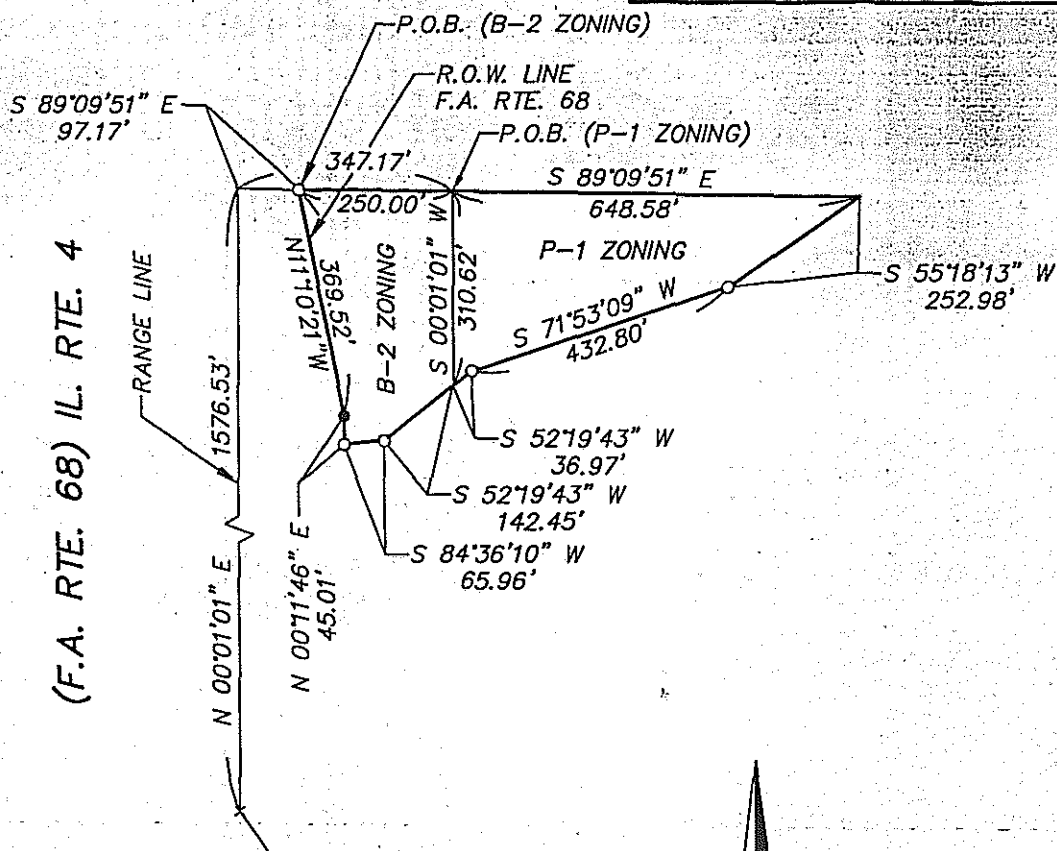 P.O.B. (B-2 ZONING)
R.O.W. LINE
F.A. RTE. 68
S 89°09'51" E
97.17'
P.O.B. (P-1 ZONING)
347.17'
250.00'
S 89°09'51" E
648.58'
S 00°01'01" W
310.62'
P-1 ZONING
B-2 ZONING
N11°10'21"W
369.52'
S 55°18'13" W
252.98'
S 71°53'09" W
432.80'
(F.A. RTE. 68) IL. RTE. 4
RANGE LINE
1576.53'
N 00°01'01" E
S 52°19'43" W
36.97'
S 52°19'43" W
142.45'
S 84°36'10" W
65.96'
N 00°11'46" E
45.01'